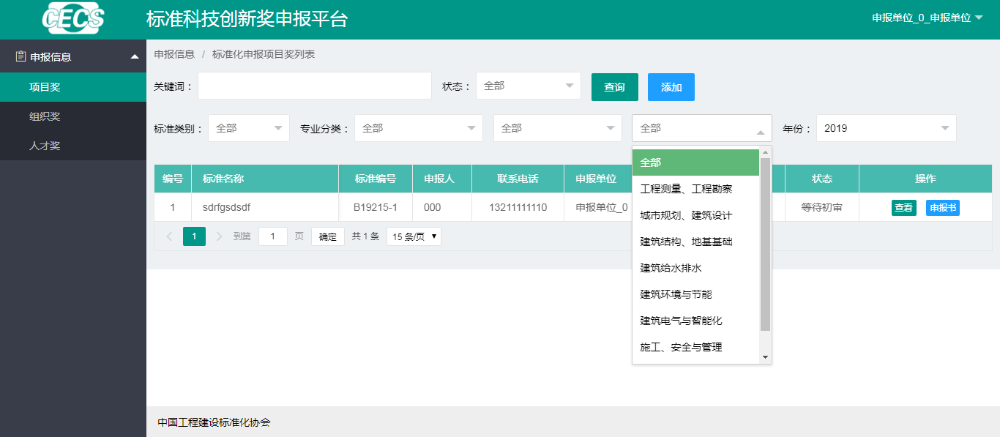 CECS
标准科技创新奖申报平台
申报单位_0_申报单位
申报信息
项目奖
组织奖
人才奖
申报信息 / 标准化申报项目奖列表
关键词： 状态： 全部 查询 添加
标准类别： 全部 专业分类： 全部 全部 全部 年份： 2019
编号 标准名称 标准编号 申报人 联系电话 申报单位 状态 操作
1 sdrfgsdsdf B19215-1 000 13211111110 申报单位_0 等待初审 查看 申报书
1 到第 1 页 确定 共 1 条 15 条/页
全部
工程测量、工程勘察
城市规划、建筑设计
建筑结构、地基基础
建筑给水排水
建筑环境与节能
建筑电气与智能化
施工、安全与管理
中国工程建设标准化协会